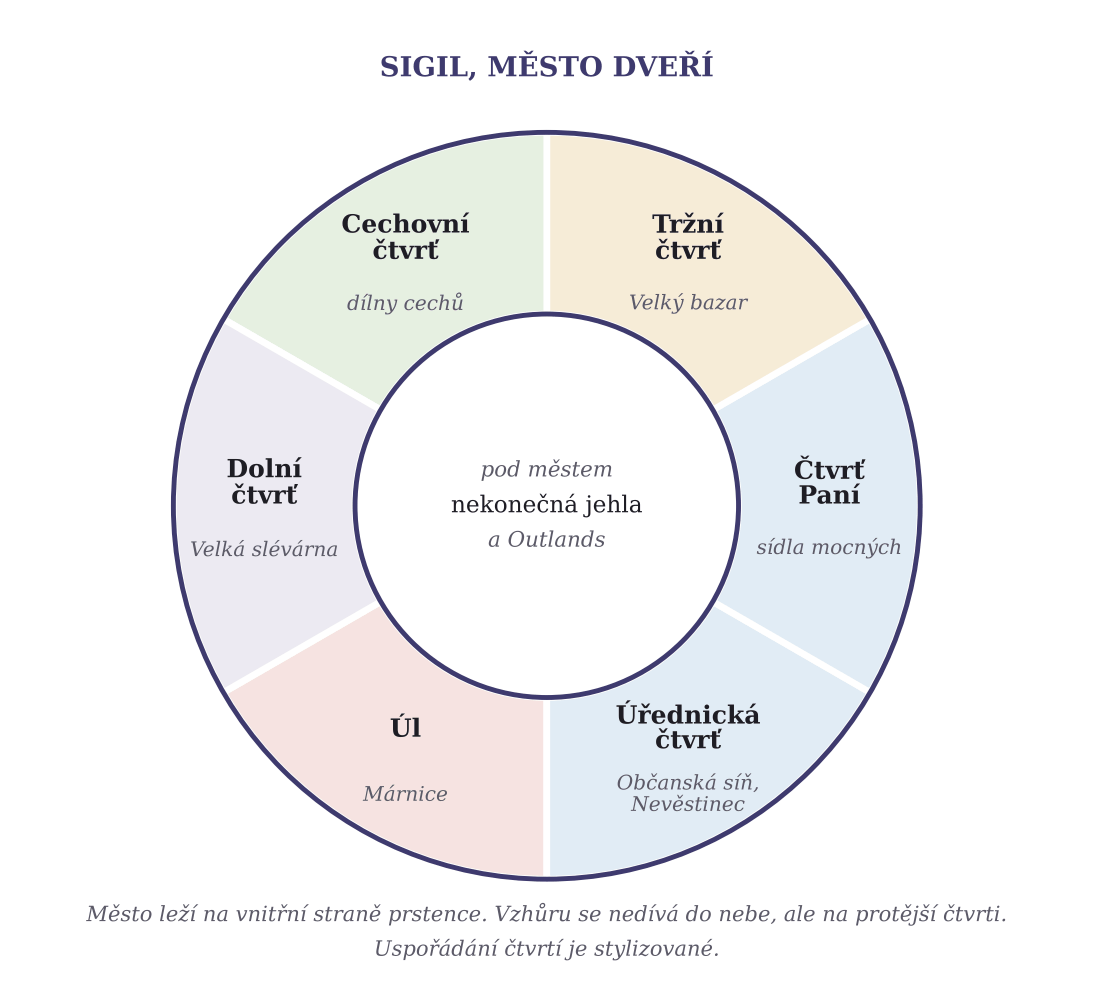 SIGIL, MĚSTO DVEŘÍ
Cechovní
čtvrť
dílny cechů
Tržní
čtvrť
Velký bazar
Dolní
čtvrť
Velká slévárna
pod městem
nekonečná jehla
a Outlands
Čtvrť
Paní
sídla mocných
Úl
Márnice
Úřednická
čtvrť
Občanská síň,
Nevěstinec
Město leží na vnitřní straně prstence. Vzhůru se nedívá do nebe, ale na protější čtvrti.
Uspořádání čtvrtí je stylizované.